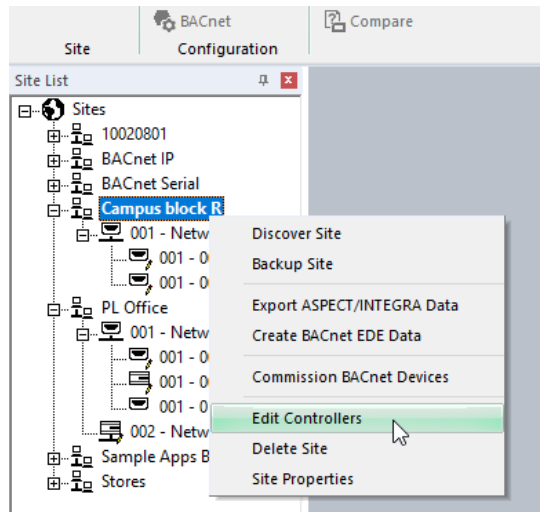 BACnet
Compare
Site
Configuration
Site List
Sites
10020801
BACnet IP
BACnet Serial
Campus block R
001 - Netw
001 - 0
001 - 0
PL Office
001 - Netw
001 - 0
001 - 0
001 - 0
002 - Netw
Sample Apps B
Stores
Discover Site
Backup Site
Export ASPECT/INTEGRA Data
Create BACnet EDE Data
Commission BACnet Devices
Edit Controllers
Delete Site
Site Properties